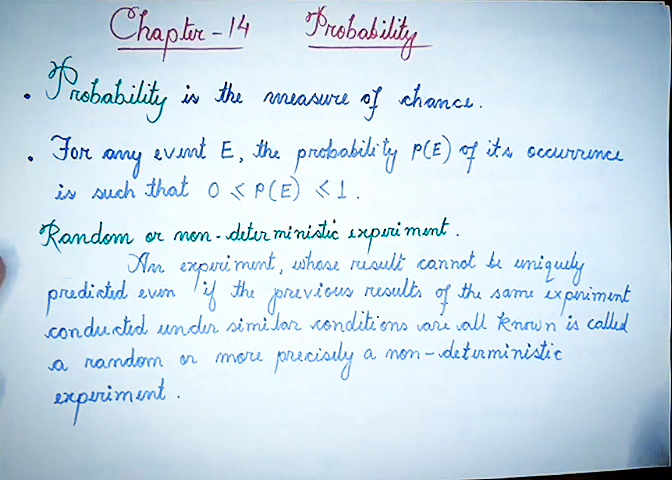 Chapter - 14 Probability
• Probability is the measure of chance.
• For any event E, the probability P(E) of its occurrence
is such that 0 ⩽ P(E) ⩽ 1.
Random or non-deterministic experiment.
An experiment, whose result cannot be uniquely
predicted even if the previous results of the same experiment
conducted under similar conditions are all known is called
a random or more precisely a non-deterministic
experiment.